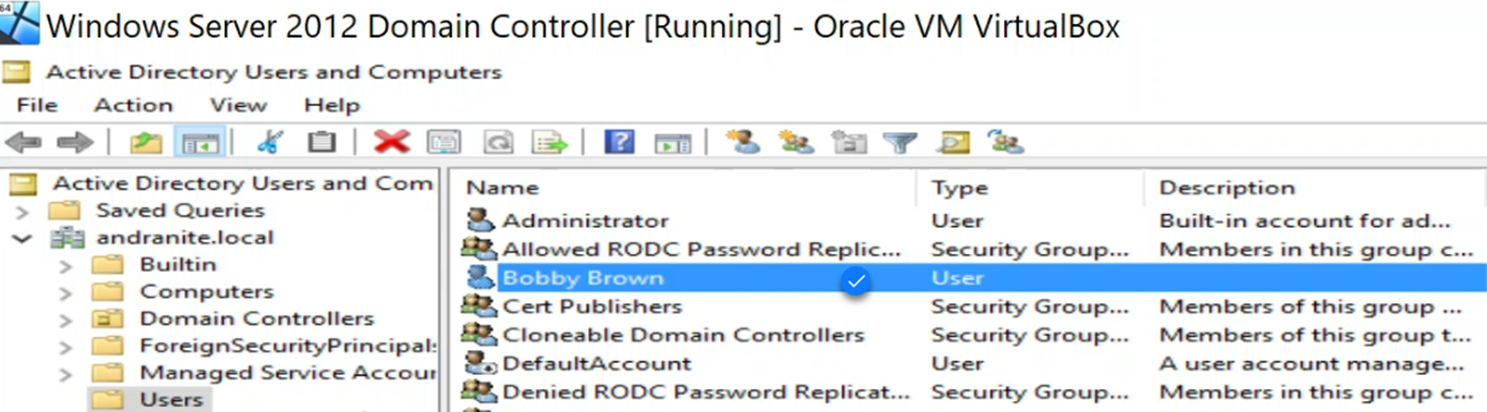 64
Windows Server 2012 Domain Controller [Running] - Oracle VM VirtualBox
Active Directory Users and Computers
File Action View Help
Active Directory Users and Com
Saved Queries
andranite.local
Builtin
Computers
Domain Controllers
ForeignSecurityPrincipals
Managed Service Accour
Users
Name Type Description
Administrator User Built-in account for ad...
Allowed RODC Password Replic... Security Group... Members in this group c...
Bobby Brown User
Cert Publishers Security Group... Members of this group ...
Cloneable Domain Controllers Security Group... Members of this group t...
DefaultAccount User A user account manage...
Denied RODC Password Replicat... Security Group... Members in this group c...